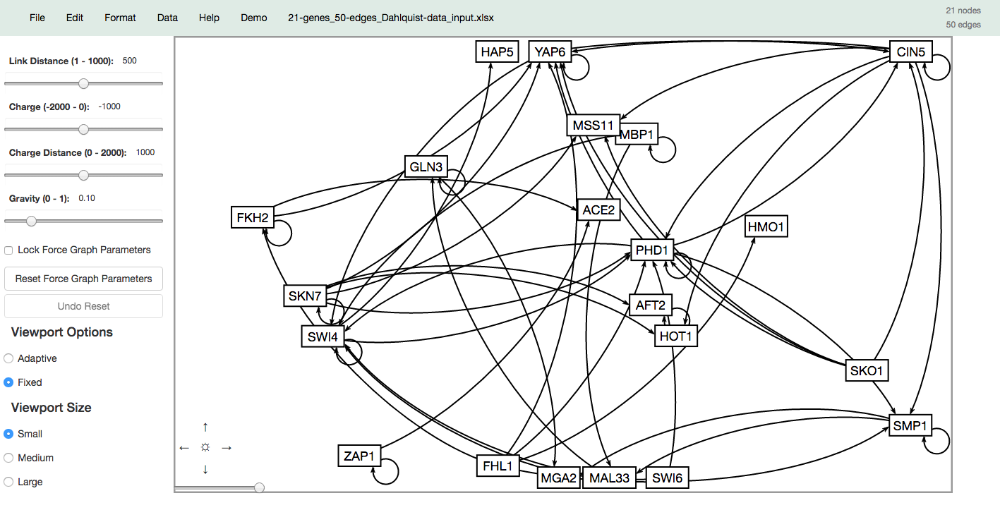 File Edit Format Data Help Demo 21-genes_50-edges_Dahlquist-data_input.xlsx
21 nodes
50 edges
Link Distance (1 - 1000): 500
Charge (-2000 - 0): -1000
Charge Distance (0 - 2000): 1000
Gravity (0 - 1): 0.10
Lock Force Graph Parameters
Reset Force Graph Parameters
Undo Reset
Viewport Options
Adaptive
Fixed
Viewport Size
Small
Medium
Large
HAP5 YAP6 CIN5
MSS11
MBP1
GLN3
ACE2
FKH2
HMO1
PHD1
SKN7
AFT2
SWI4
HOT1
SKO1
SMP1
ZAP1
FHL1
MGA2 MAL33 SWI6
↑
← ☼ →
↓